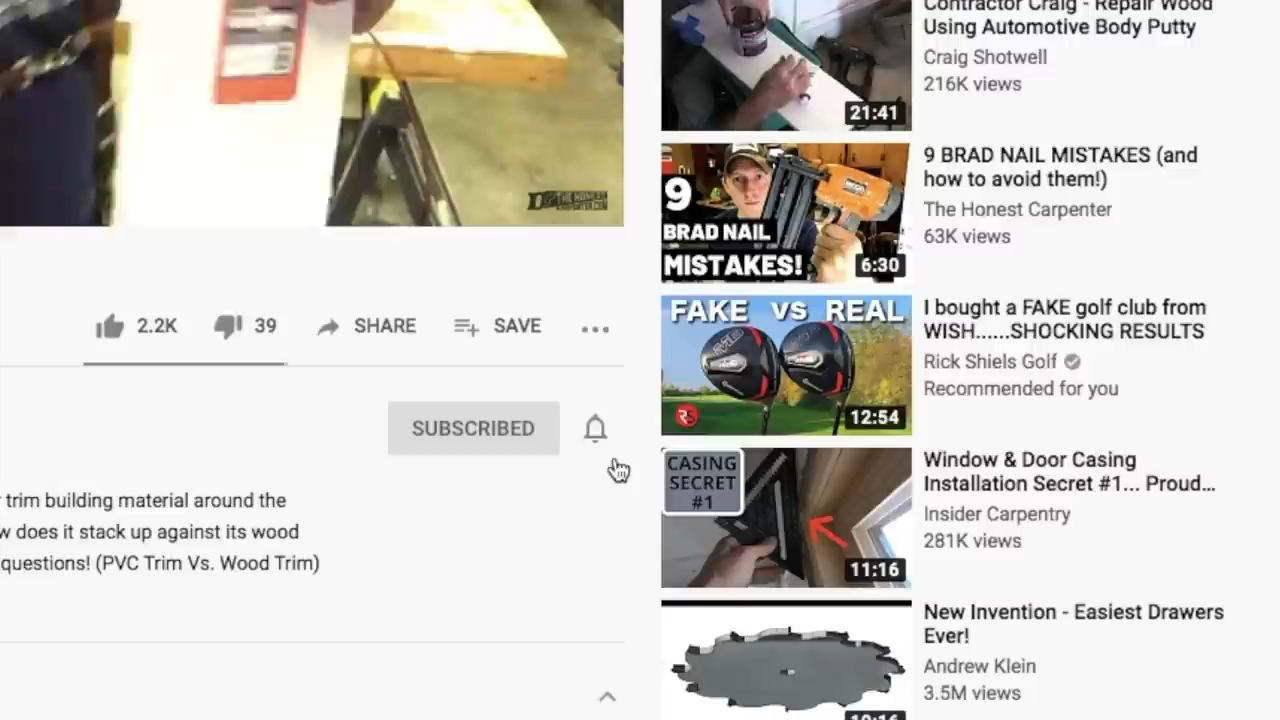 THE HONEST
CARPENTER.COM
2.2K
39
SHARE
SAVE
SUBSCRIBED
trim building material around the
w does it stack up against its wood
questions! (PVC Trim Vs. Wood Trim)
Contractor Craig - Repair Wood
Using Automotive Body Putty
Craig Shotwell
216K views
21:41
9 BRAD NAIL MISTAKES (and
how to avoid them!)
The Honest Carpenter
63K views
9
BRAD NAIL
MISTAKES!
6:30
FAKE vs REAL
I bought a FAKE golf club from
WISH......SHOCKING RESULTS
Rick Shiels Golf
Recommended for you
12:54
CASING
SECRET
#1
Window & Door Casing
Installation Secret #1... Proud...
Insider Carpentry
281K views
11:16
New Invention - Easiest Drawers
Ever!
Andrew Klein
3.5M views